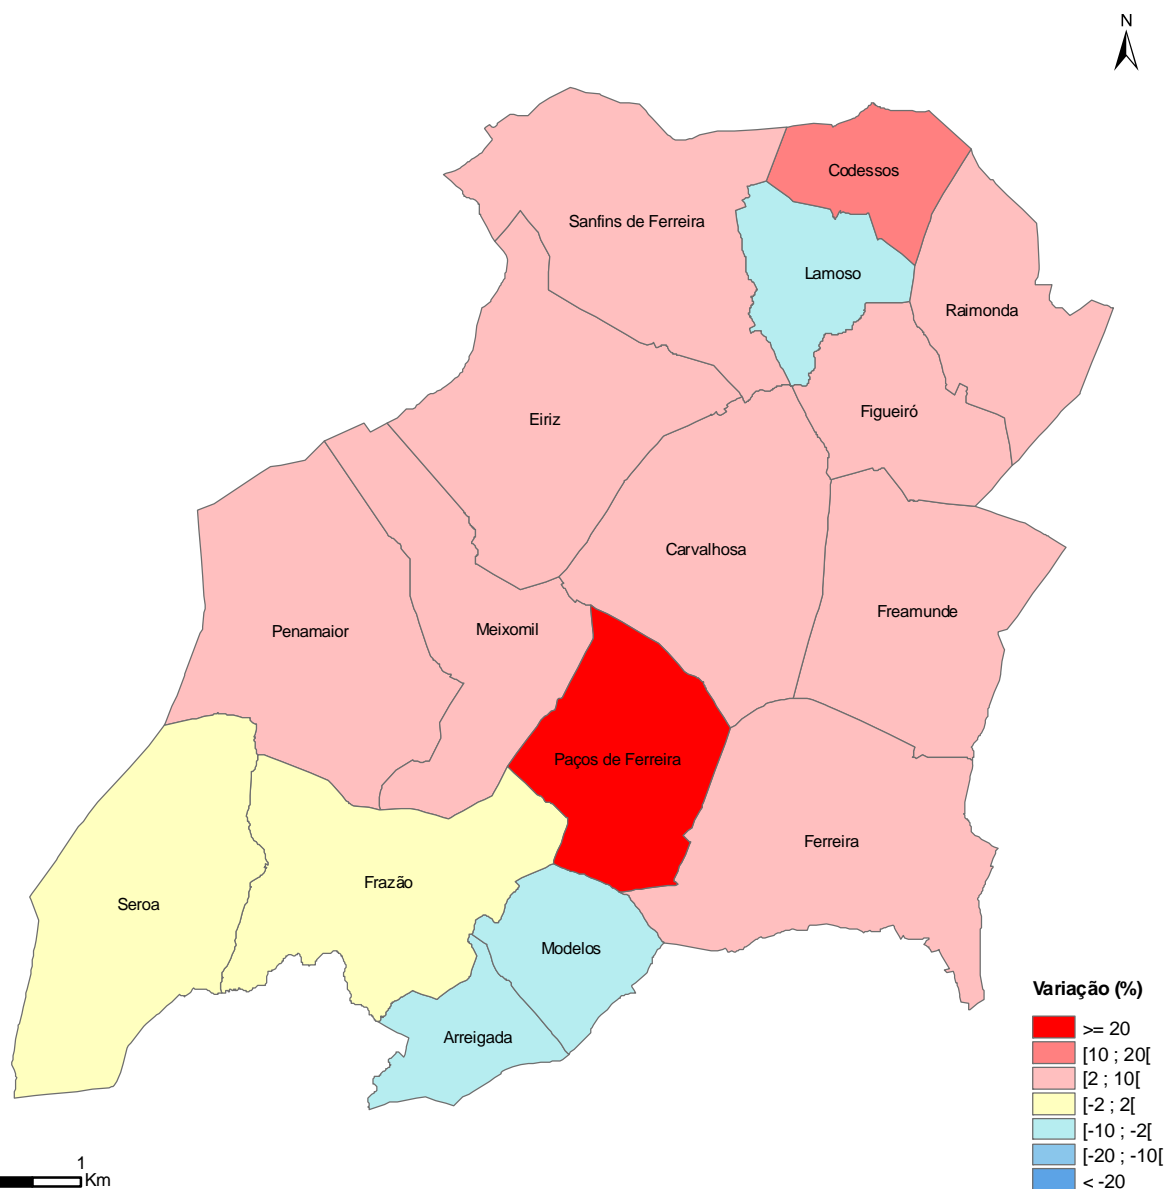 N
Codessos
Sanfins de Ferreira
Lamoso
Raimonda
Figueiró
Eiriz
Carvalhosa
Freamunde
Meixomil
Penamaior
Paços de Ferreira
Ferreira
Frazão
Seroa
Modelos
Arreigada
Variação (%)
>= 20
[10 ; 20[
[2 ; 10[
[-2 ; 2[
[-10 ; -2[
[-20 ; -10[
< -20
1
Km